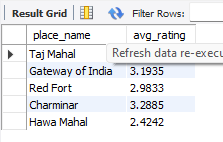 Result Grid Filter Rows:
place_name avg_rating
Taj Mahal Refresh data re-execu
Gateway of India 3.1935
Red Fort 2.9833
Charminar 3.2885
Hawa Mahal 2.4242